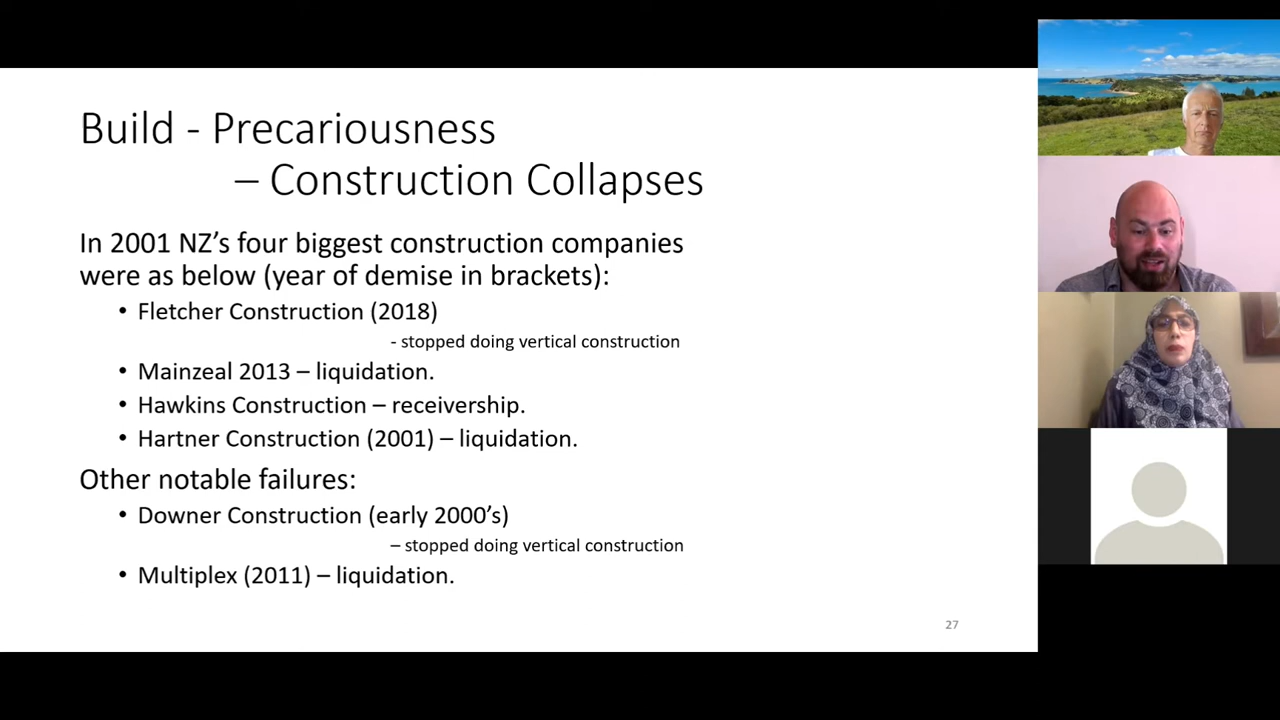 Build - Precariousness
– Construction Collapses
In 2001 NZ’s four biggest construction companies
were as below (year of demise in brackets):
• Fletcher Construction (2018)
- stopped doing vertical construction
• Mainzeal 2013 – liquidation.
• Hawkins Construction – receivership.
• Hartner Construction (2001) – liquidation.
Other notable failures:
• Downer Construction (early 2000’s)
– stopped doing vertical construction
• Multiplex (2011) – liquidation.
27